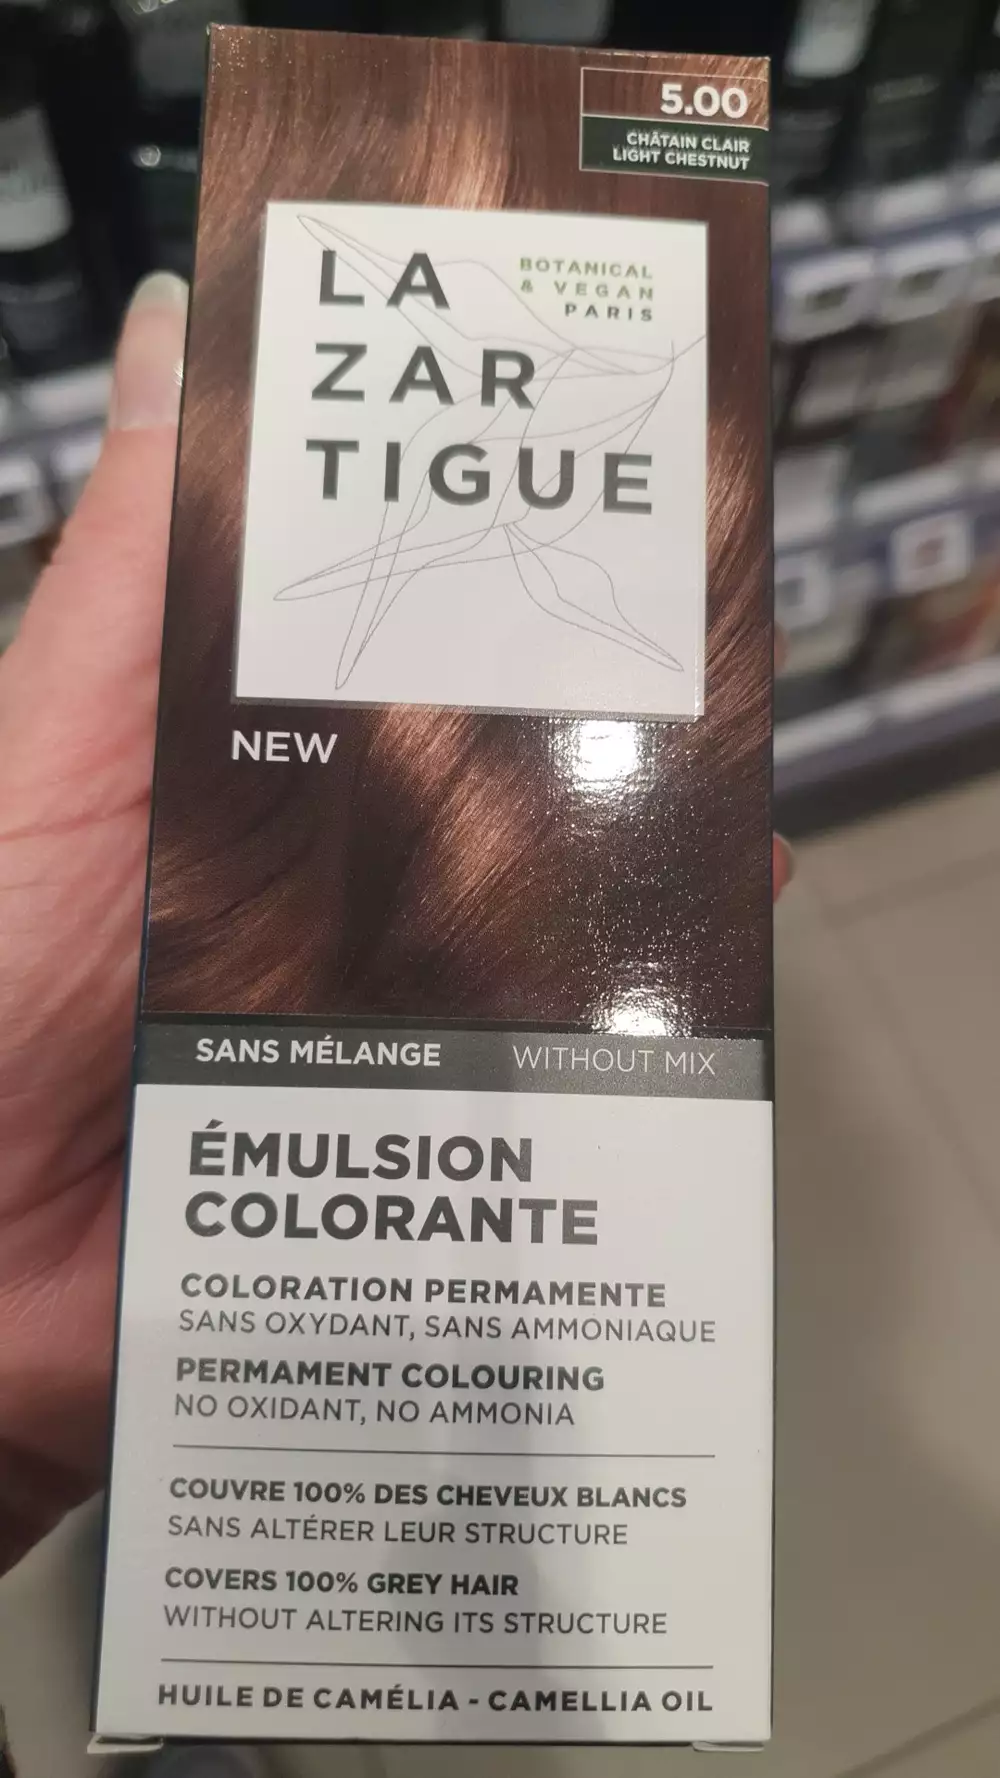 5.00
CHÂTAIN CLAIR
LIGHT CHESTNUT
LA
ZAR
TIGUE
BOTANICAL
& VEGAN
PARIS
NEW
SANS MÉLANGE WITHOUT MIX
ÉMULSION
COLORANTE
COLORATION PERMAMENTE
SANS OXYDANT, SANS AMMONIAQUE
PERMAMENT COLOURING
NO OXIDANT, NO AMMONIA
COUVRE 100% DES CHEVEUX BLANCS
SANS ALTÉRER LEUR STRUCTURE
COVERS 100% GREY HAIR
WITHOUT ALTERING ITS STRUCTURE
HUILE DE CAMÉLIA - CAMELLIA OIL